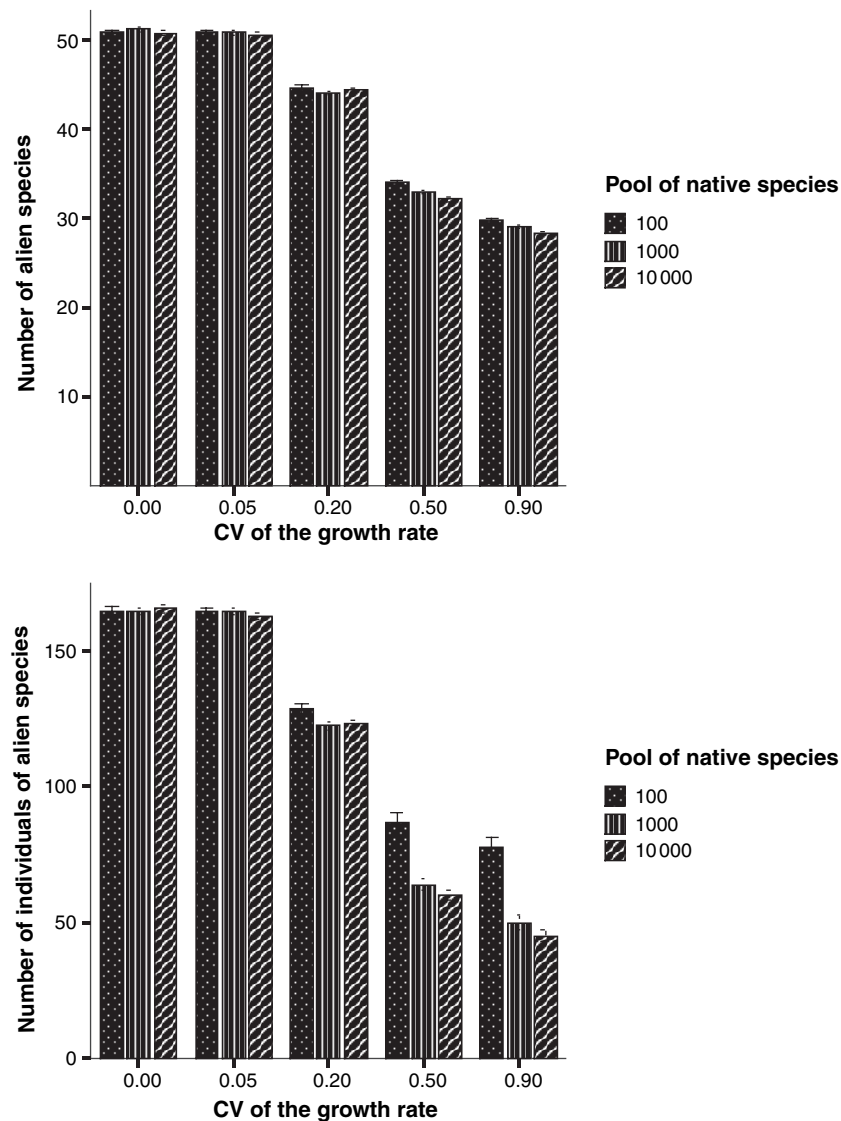 50
40
30
20
10
Number of alien species
0.00 0.05 0.20 0.50 0.90
CV of the growth rate
Pool of native species
100
1000
10 000
150
100
50
0
Number of individuals of alien species
0.00 0.05 0.20 0.50 0.90
CV of the growth rate
Pool of native species
100
1000
10 000